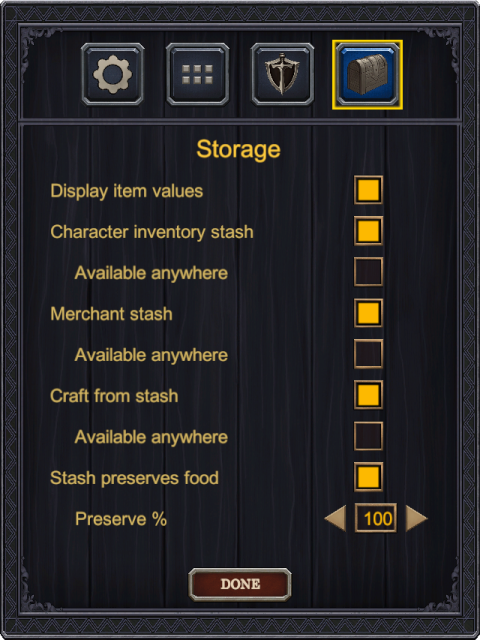 Storage
Display item values
Character inventory stash
Available anywhere
Merchant stash
Available anywhere
Craft from stash
Available anywhere
Stash preserves food
Preserve % 100
DONE